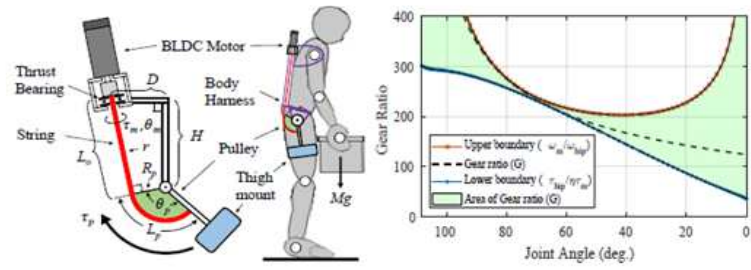 BLDC Motor
Thrust
Bearing
D
τm, θm
H
String
r
Lo
Rp
θp
Lp
τp
Body
Harness
Pulley
Thigh
mount
Mg
Gear Ratio
400
300
200
100
0
Upper boundary ( ωm/ωhip)
Gear ratio (G)
Lower boundary ( τhip/ητm)
Area of Gear ratio (G)
100 80 60 40 20 0
Joint Angle (deg.)